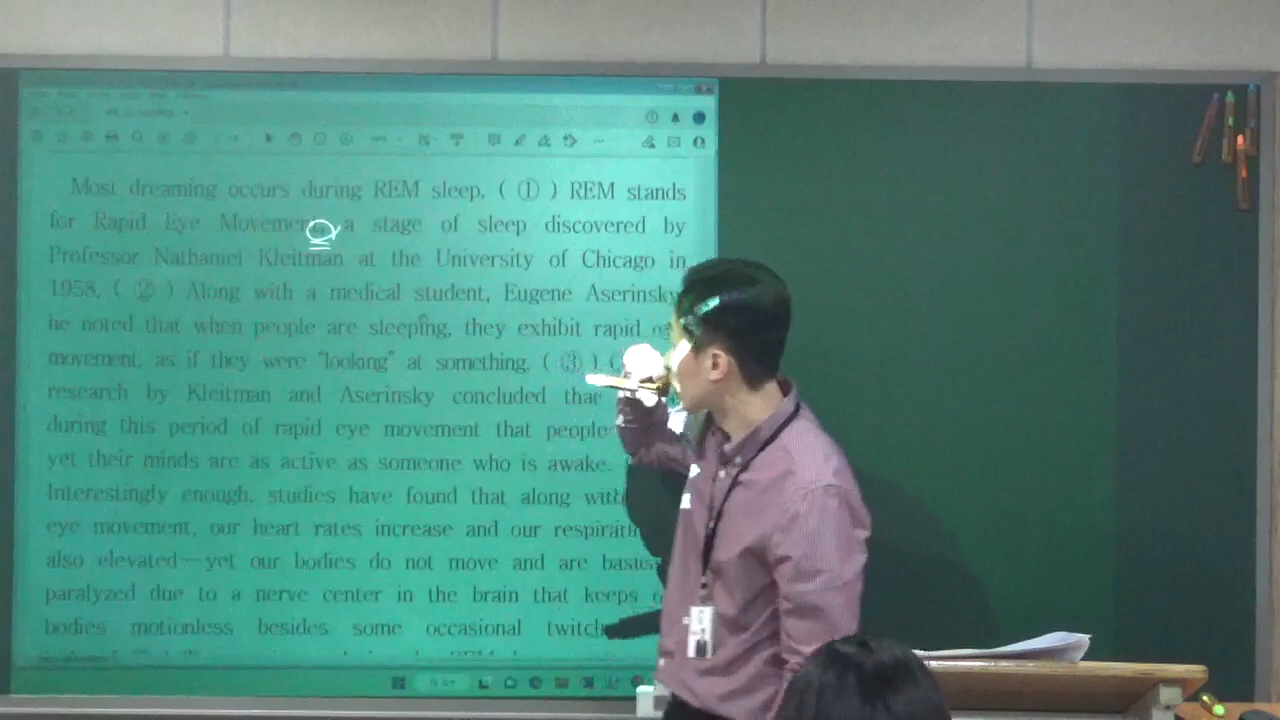 Most dreaming occurs during REM sleep. ( ① ) REM stands
for Rapid Eye Movement, a stage of sleep discovered by
Professor Nathaniel Kleitman at the University of Chicago in
1958. ( ② ) Along with a medical student, Eugene Aserinsky,
he noted that when people are sleeping, they exhibit rapid
movement, as if they were "looking" at something. ( ③ )
research by Kleitman and Aserinsky concluded that
during this period of rapid eye movement that people
yet their minds are as active as someone who is awake.
Interestingly enough, studies have found that along with
eye movement, our heart rates increase and our
also elevated—yet our bodies do not move and are
paralyzed due to a nerve center in the brain that keeps
bodies motionless besides some occasional